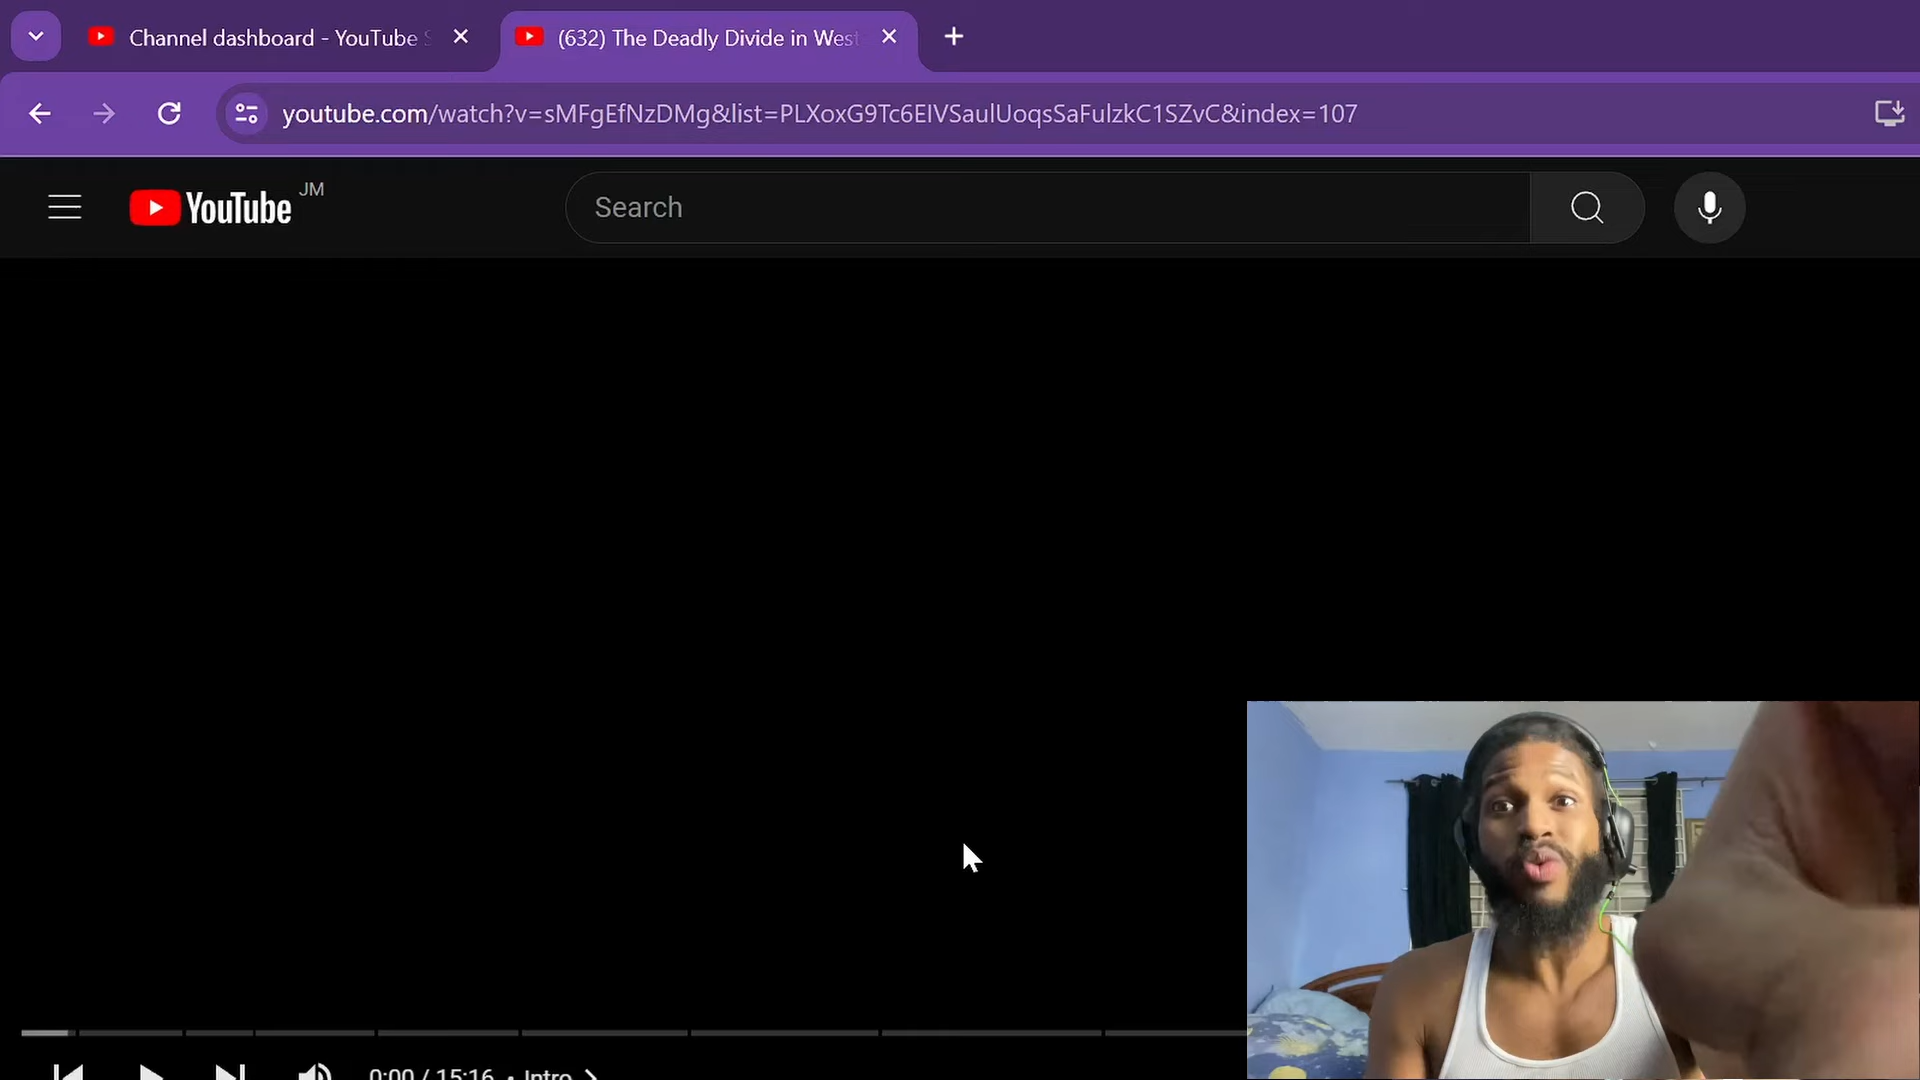 Channel dashboard - YouTube S
(632) The Deadly Divide in West
youtube.com/watch?v=sMFgEfNzDMg&list=PLXoxG9Tc6EIVSaulUoqsSaFulzkC1SZvC&index=107
YouTube JM
Search
0:00 / 15:16 • Intro >